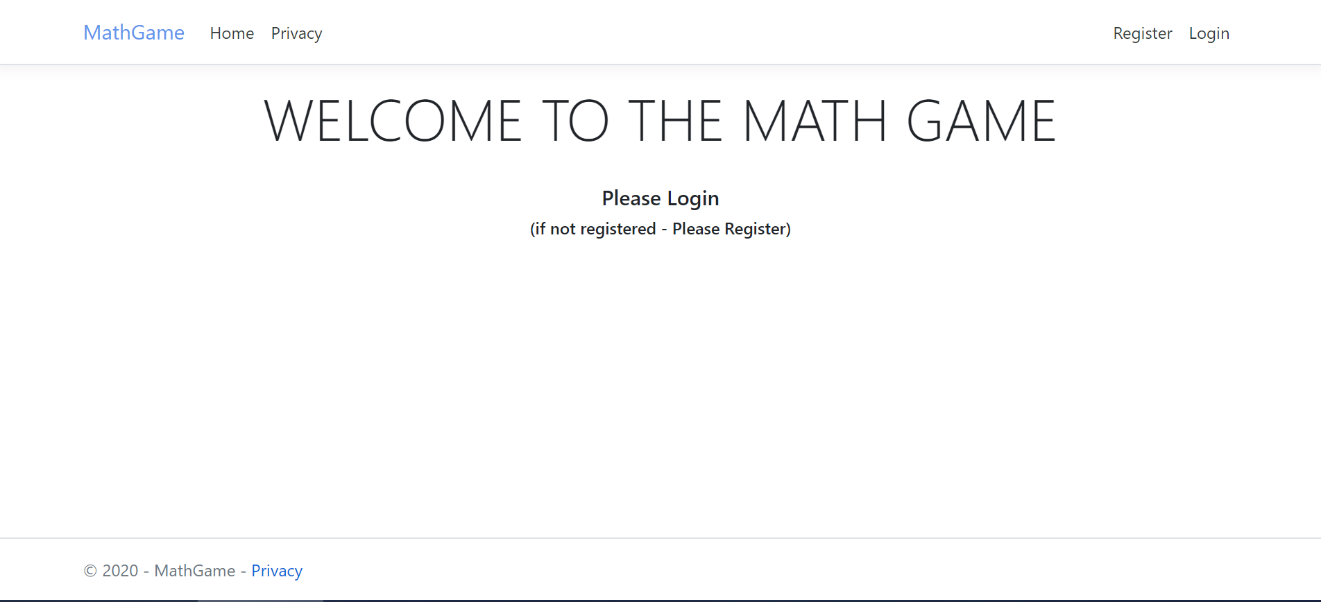 MathGame Home Privacy Register Login
WELCOME TO THE MATH GAME
Please Login
(if not registered - Please Register)
© 2020 - MathGame - Privacy